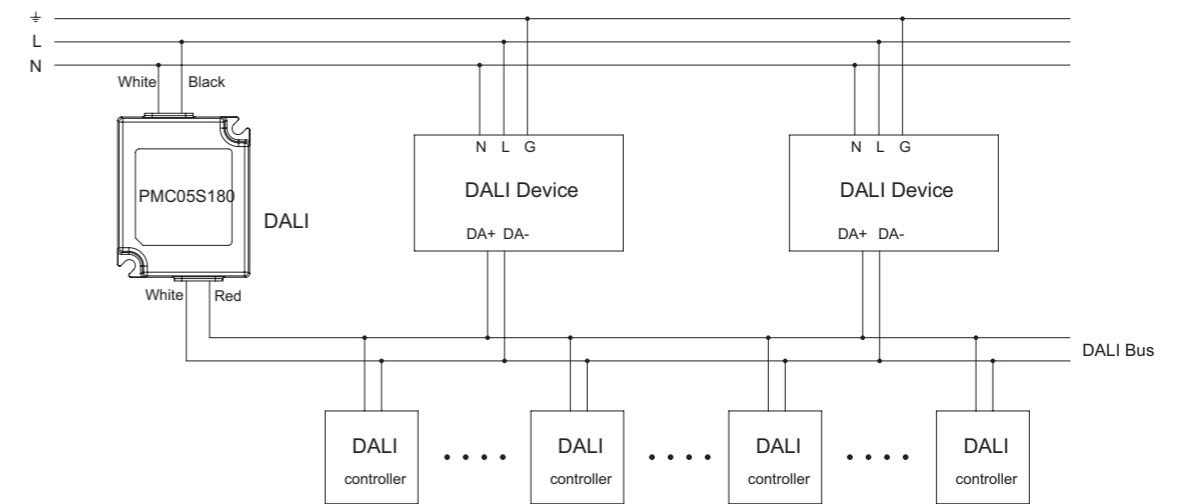 ⏚
L
N
White Black
PMC05S180
DALI
White Red
N L G
DALI Device
DA+ DA-
N L G
DALI Device
DA+ DA-
DALI Bus
DALI
controller
DALI
controller
DALI
controller
DALI
controller